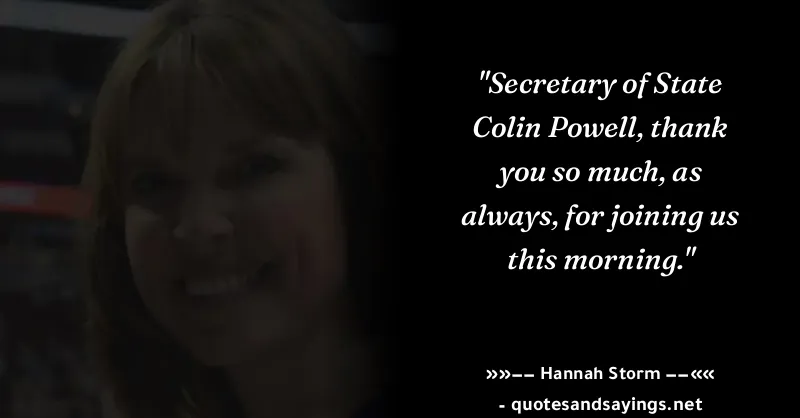 "Secretary of State
Colin Powell, thank
you so much, as
always, for joining us
this morning."
»»—— Hannah Storm ——««
- quotesandsayings.net